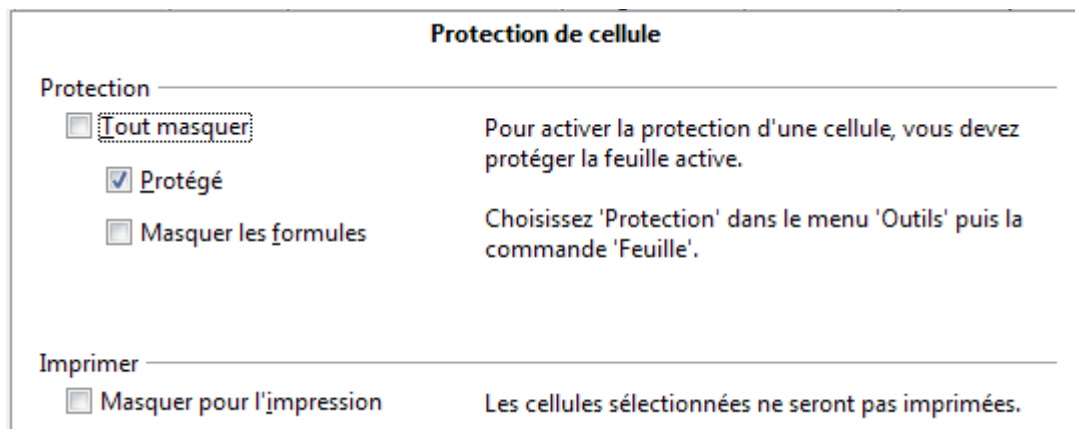 Protection de cellule
Protection
Tout masquer
Pour activer la protection d'une cellule, vous devez
protéger la feuille active.
Protégé
Masquer les formules
Choisissez 'Protection' dans le menu 'Outils' puis la
commande 'Feuille'.
Imprimer
Masquer pour l'impression
Les cellules sélectionnées ne seront pas imprimées.